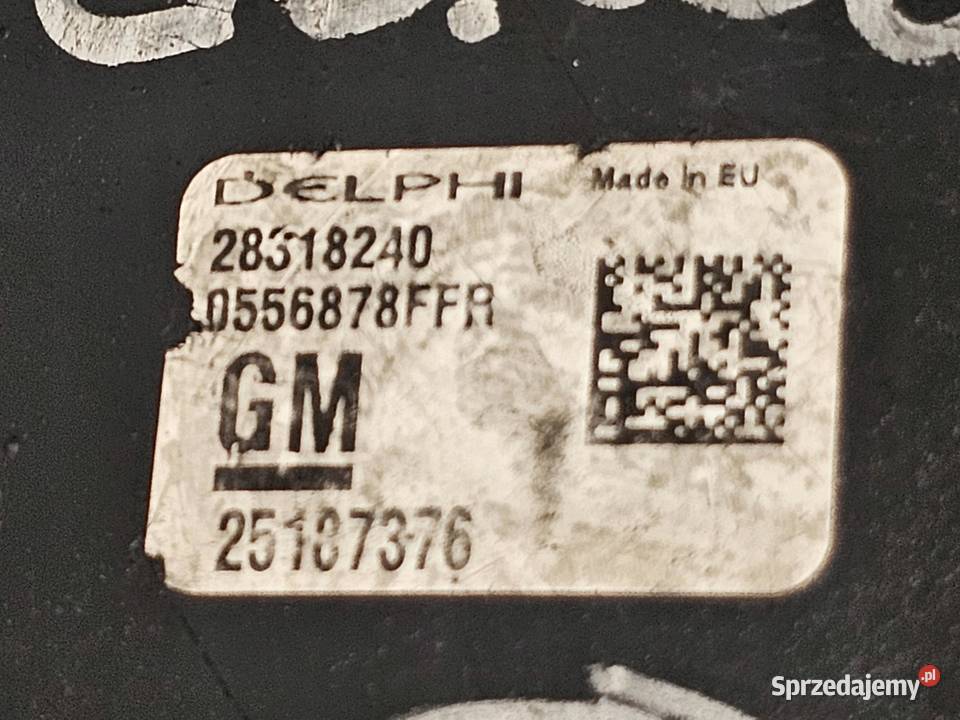 DELPHI
Made in EU
28318240
0556878FFR
GM
25187376
Sprzedajemy.pl